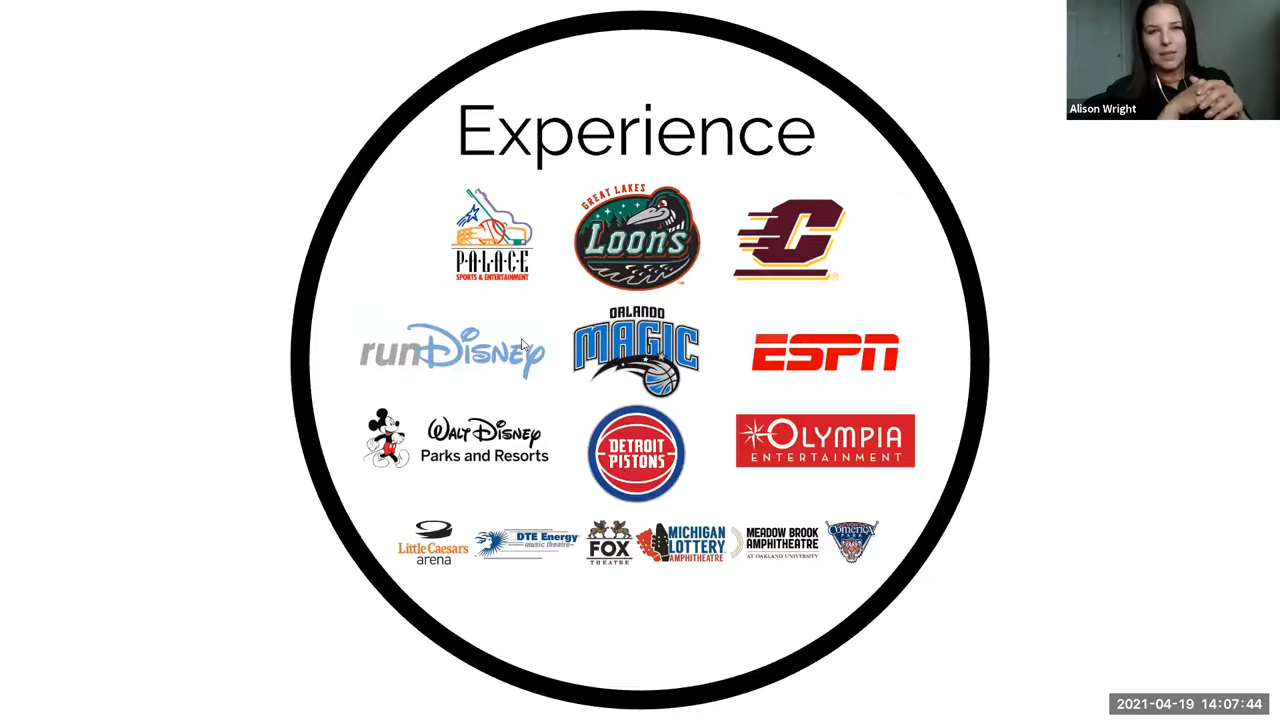 Alison Wright
Experience
PALACE
SPORTS & ENTERTAINMENT
GREAT LAKES
Loons
C
runDisney
ORLANDO
MAGIC
ESPN
Walt Disney
Parks and Resorts
DETROIT
PISTONS
OLYMPIA
ENTERTAINMENT
Little Caesars
arena
DTE Energy
music theatre
FOX
THEATRE
MICHIGAN
LOTTERY
AMPHITHEATRE
MEADOW BROOK
AMPHITHEATRE
AT OAKLAND UNIVERSITY
Comerica
PARK
2021-04-19 14:07:44